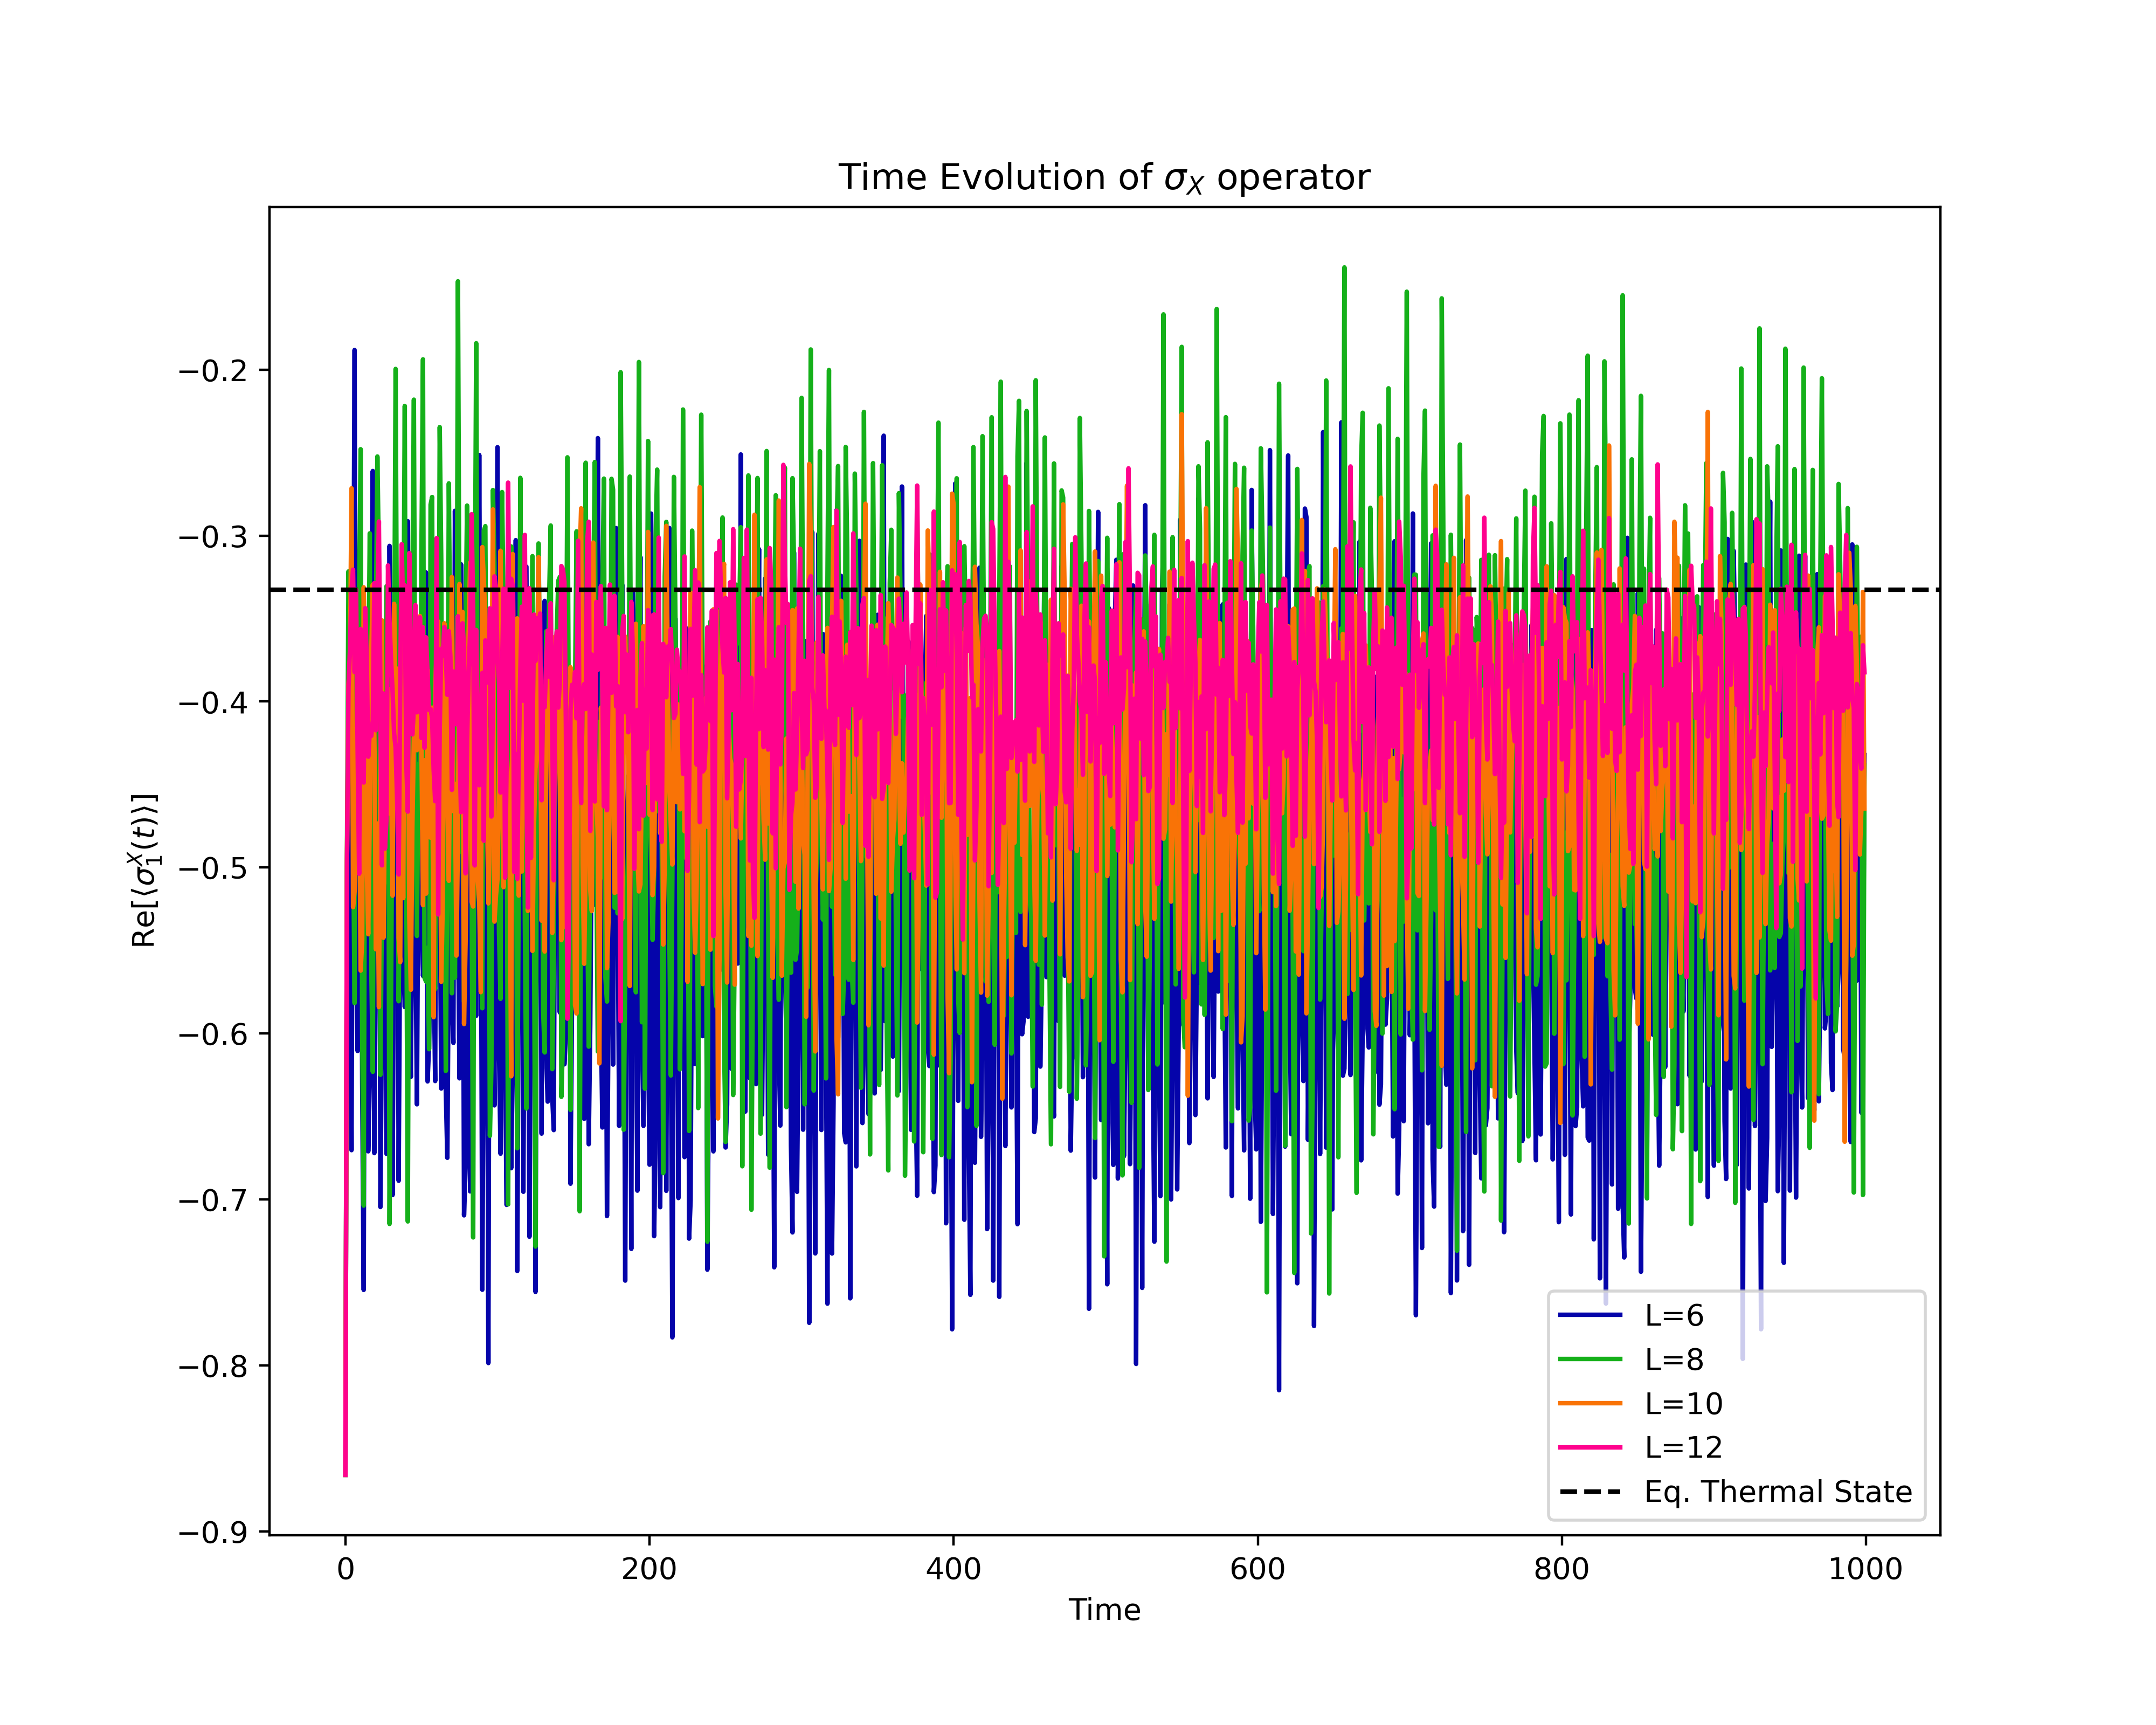 Time Evolution of σ_X operator
Re[⟨σ₁ˣ(t)⟩]
−0.2
−0.3
−0.4
−0.5
−0.6
−0.7
−0.8
−0.9
L=6
L=8
L=10
L=12
Eq. Thermal State
0 200 400 600 800 1000
Time